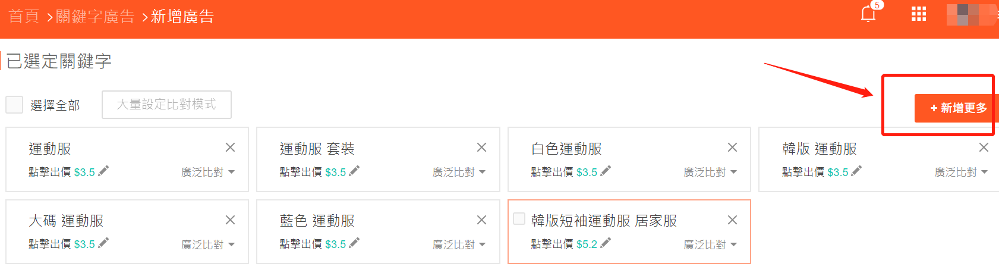 首頁 >關鍵字廣告 >新增廣告
5
已選定關鍵字
選擇全部
大量設定比對模式
+ 新增更多
運動服
點擊出價 $3.5
廣泛比對
運動服 套裝
點擊出價 $3.5
廣泛比對
白色運動服
點擊出價 $3.5
廣泛比對
韓版 運動服
點擊出價 $3.5
廣泛比對
大碼 運動服
點擊出價 $3.5
廣泛比對
藍色 運動服
點擊出價 $3.5
廣泛比對
韓版短袖運動服 居家服
點擊出價 $5.2
廣泛比對